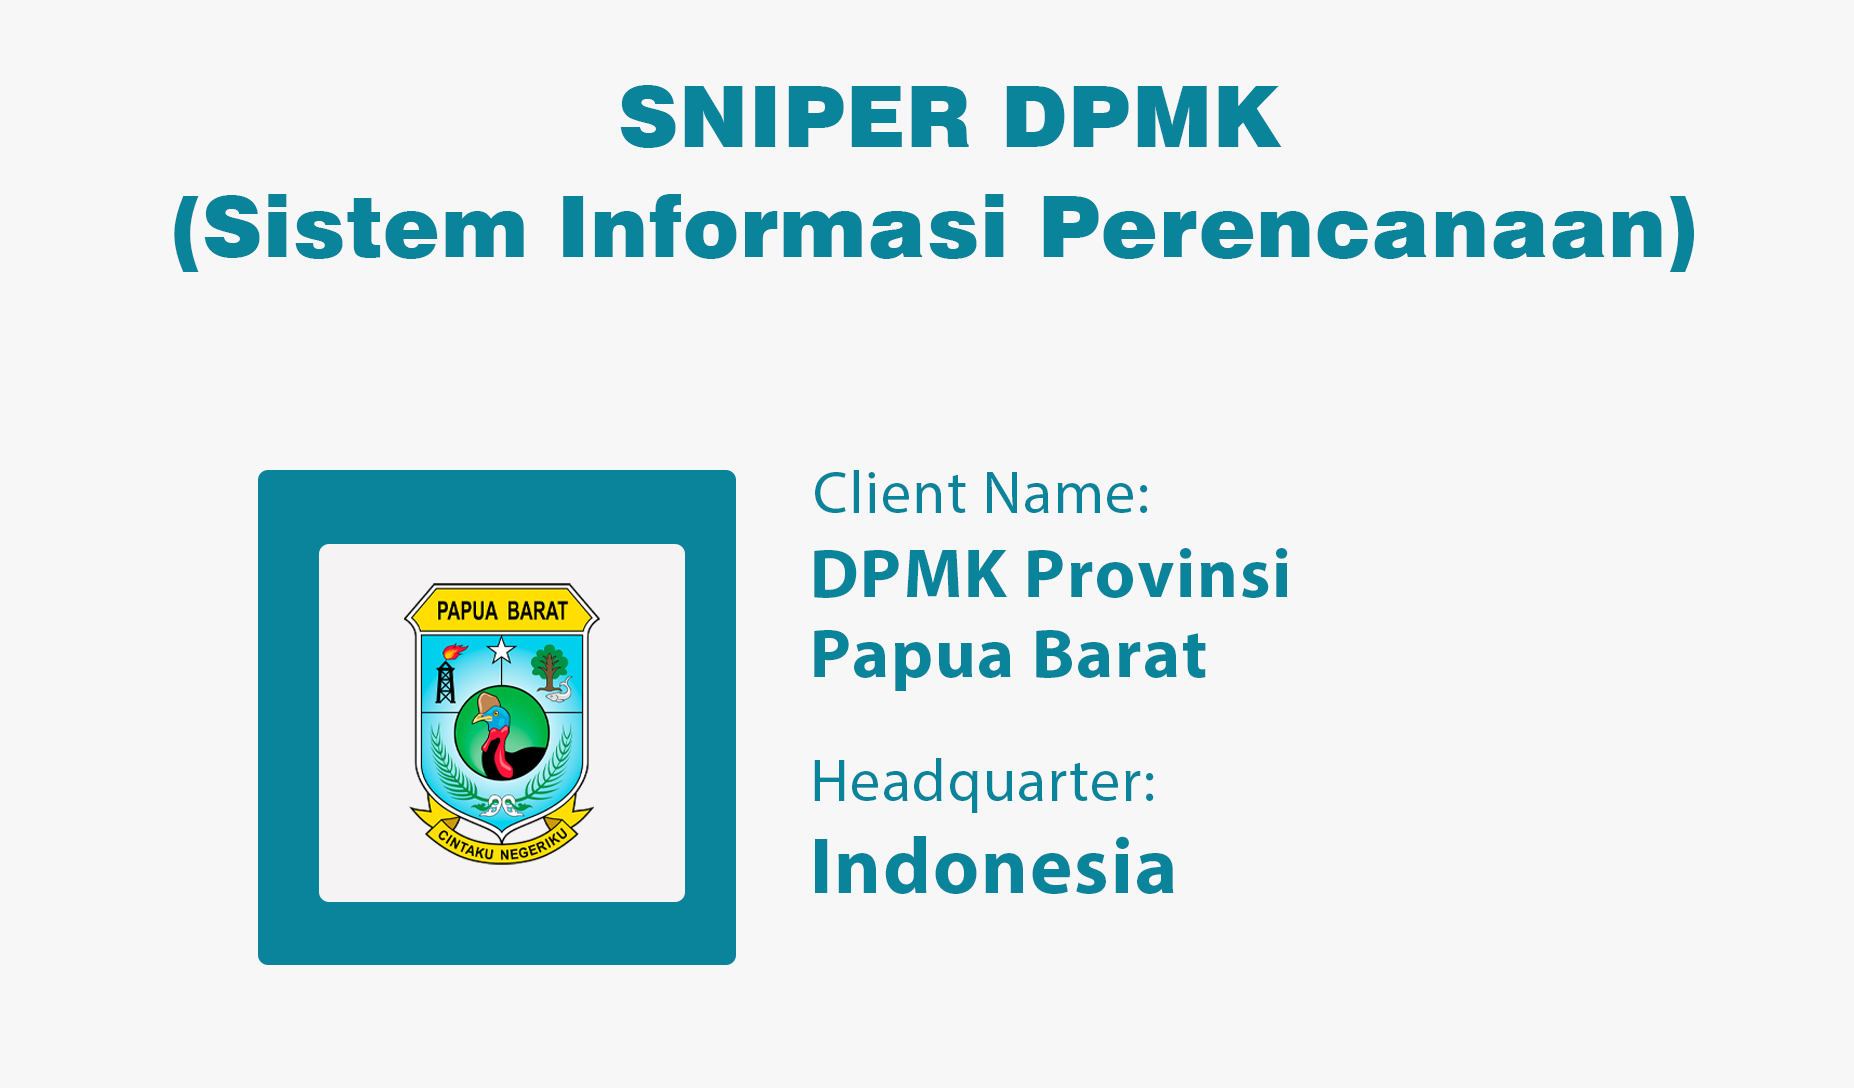 SNIPER DPMK
(Sistem Informasi Perencanaan)
PAPUA BARAT
CINTAKU NEGERIKU
Client Name:
DPMK Provinsi
Papua Barat
Headquarter:
Indonesia